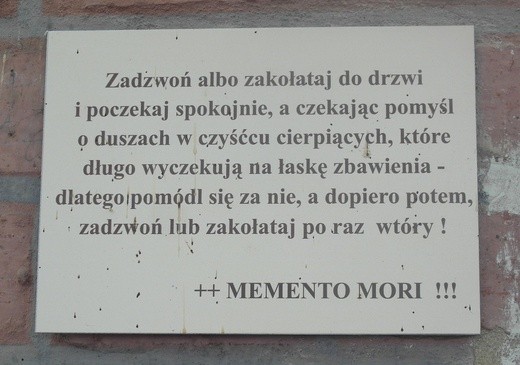 Zadzwoń albo zakołataj do drzwi
i poczekaj spokojnie, a czekając pomyśl
o duszach w czyśćcu cierpiących, które
długo wyczekują na łaskę zbawienia -
dlatego pomódl się za nie, a dopiero potem,
zadzwoń lub zakołataj po raz wtóry !
++ MEMENTO MORI !!!